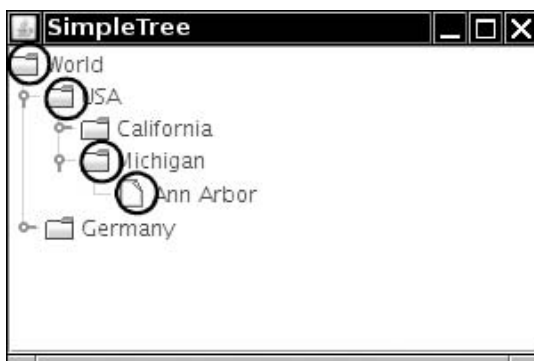 SimpleTree
World
USA
California
Michigan
Ann Arbor
Germany